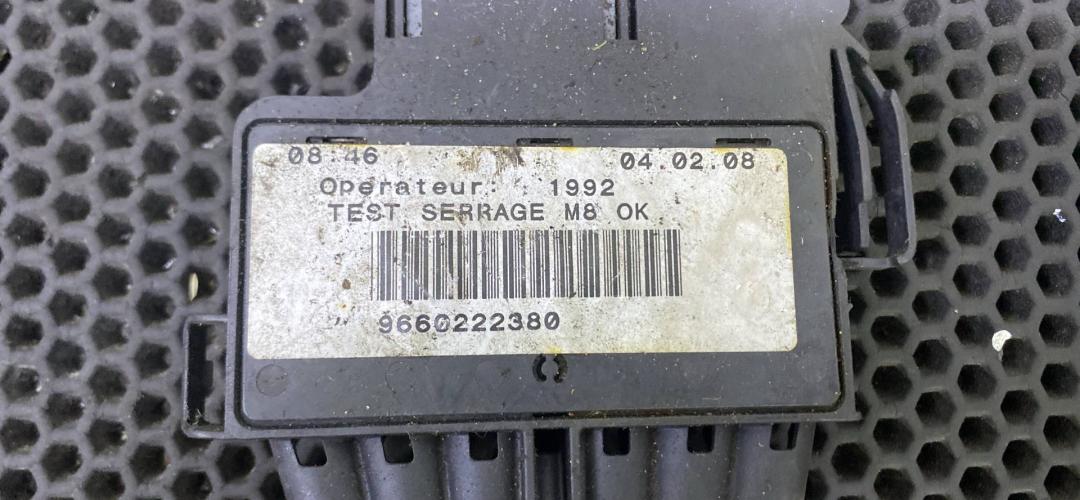 08:46 04.02.08
Operateur: 1992
TEST SERRAGE M8 OK
9660222380